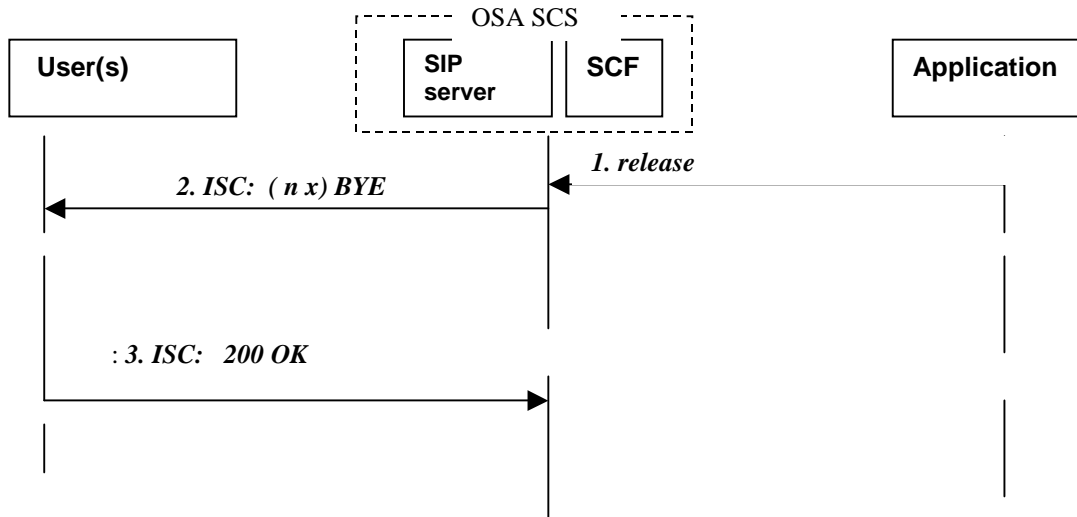 OSA SCS
User(s)
SIP
server
SCF
Application
1. release
2. ISC: ( n x) BYE
: 3. ISC: 200 OK